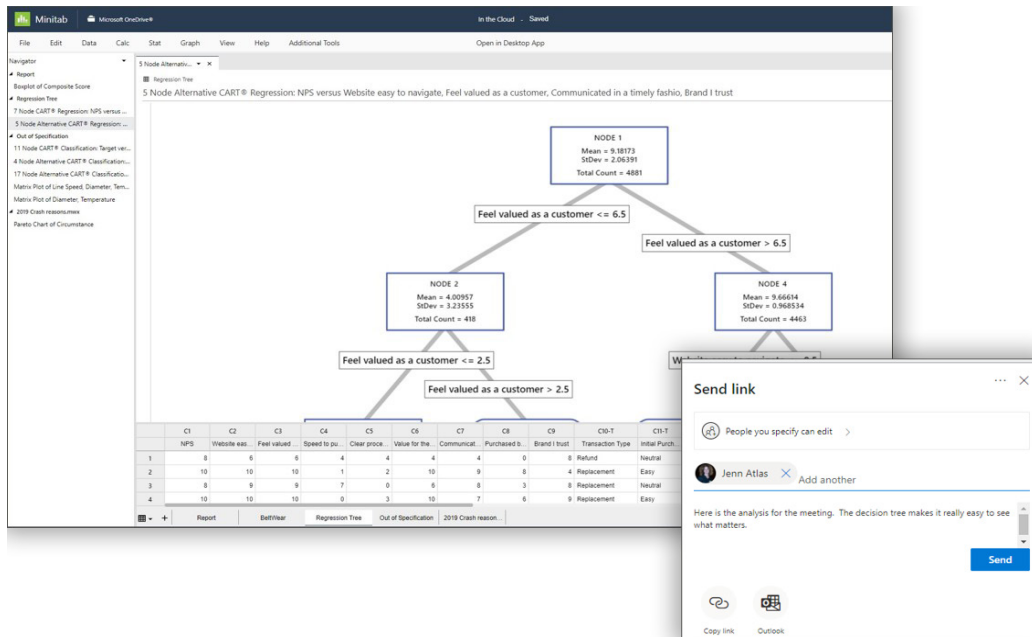 Minitab
Microsoft OneDrive®
In the Cloud - Saved
File Edit Data Calc Stat Graph View Help Additional Tools
Open in Desktop App
Navigator
Report
Boxplot of Composite Score
Regression Tree
7 Node CART® Regression: NPS versus ...
5 Node Alternative CART® Regression: ...
Out of Specification
11 Node CART® Classification: Target ver...
4 Node Alternative CART® Classification:...
17 Node Alternative CART® Classificatio...
Matrix Plot of Line Speed, Diameter, Tem...
Matrix Plot of Diameter, Temperature
2019 Crash reasons.mwx
Pareto Chart of Circumstance
5 Node Alternativ...
Regression Tree
5 Node Alternative CART® Regression: NPS versus Website easy to navigate, Feel valued as a customer, Communicated in a timely fashio, Brand I trust
NODE 1
Mean = 9.18173
StDev = 2.06391
Total Count = 4881
Feel valued as a customer <= 6.5
Feel valued as a customer > 6.5
NODE 2
Mean = 4.00957
StDev = 3.23555
Total Count = 418
NODE 4
Mean = 9.66614
StDev = 0.968534
Total Count = 4463
Feel valued as a customer <= 2.5
Feel valued as a customer > 2.5
C1 C2 C3 C4 C5 C6 C7 C8 C9 C10-T C11-T
NPS Website eas... Feel valued ... Speed to pu... Clear proce... Value for the... Communicat... Purchased b... Brand I trust Transaction Type Initial Purch...
1 8 6 6 4 4 4 4 0 8 Refund Neutral
2 10 10 10 1 2 10 9 8 4 Replacement Easy
3 8 9 9 7 0 6 8 3 8 Replacement Neutral
4 10 10 10 0 3 10 7 6 9 Replacement Easy
Report BeltWear Regression Tree Out of Specification 2019 Crash reason...
Send link
People you specify can edit
Jenn Atlas
Add another
Here is the analysis for the meeting. The decision tree makes it really easy to see
what matters.
Send
Copy link
Outlook